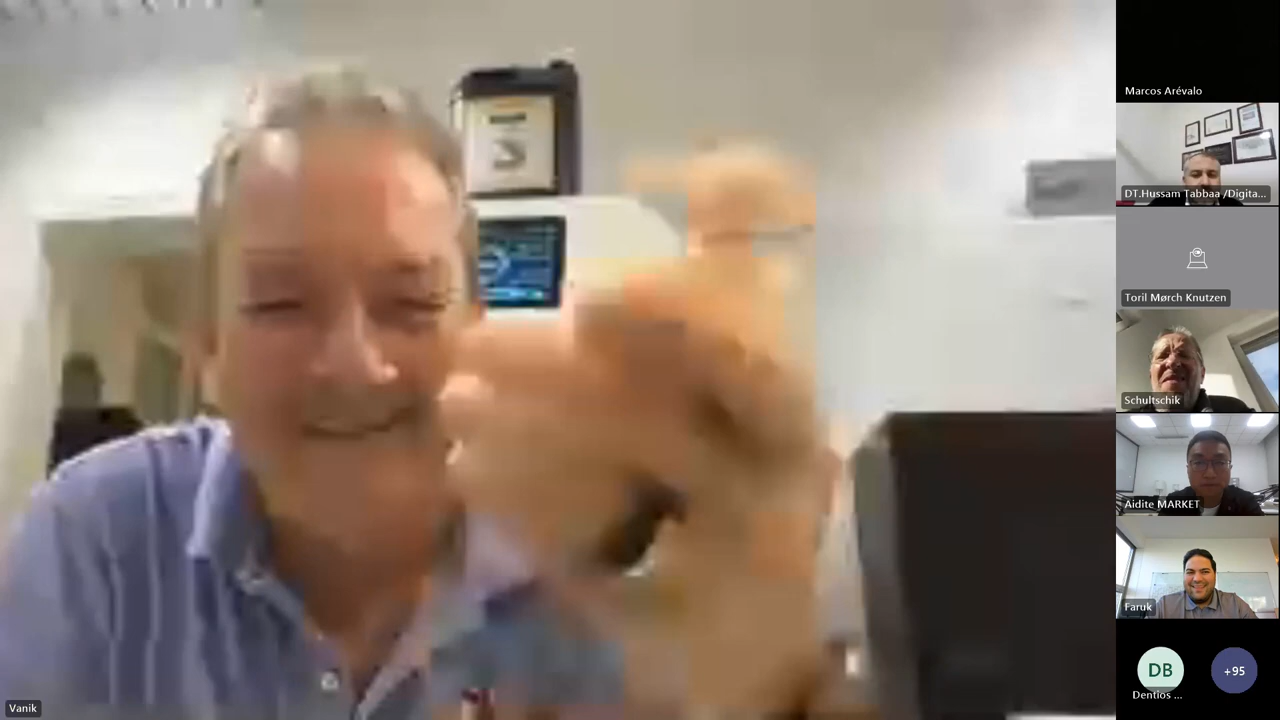 Marcos Arévalo
DT.Hussam Tabbaa /Digita...
Toril Mørch Knutzen
Schultschik
Aidite MARKET
Faruk
DB
+95
Dentios ...
Vanik